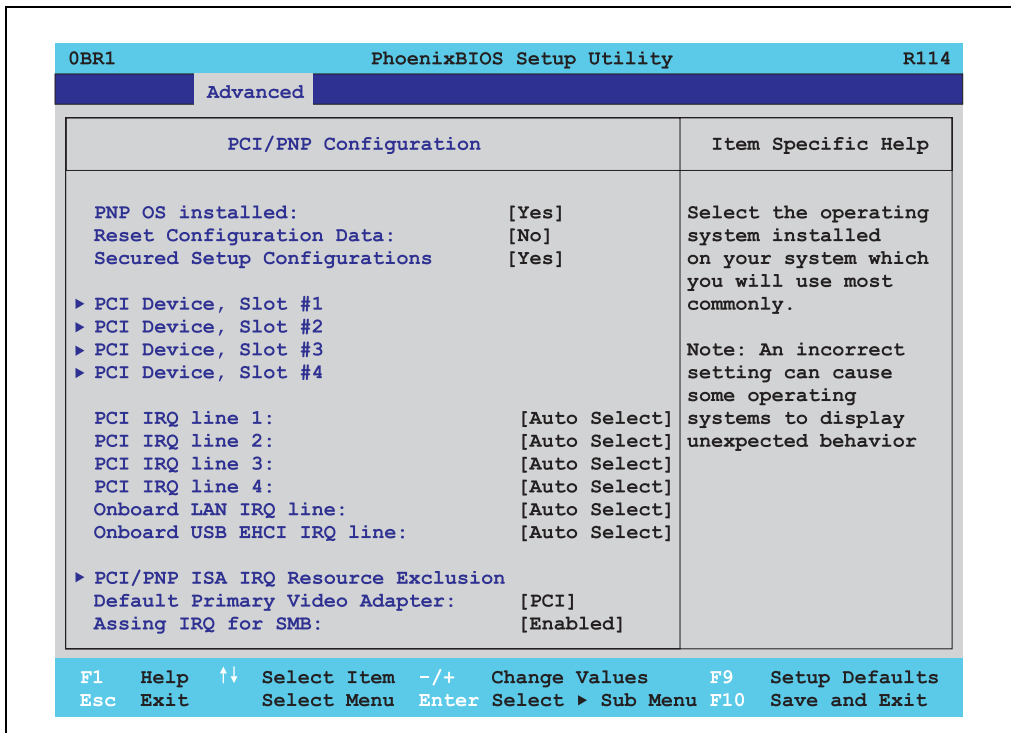 0BR1 PhoenixBIOS Setup Utility R114
Advanced
PCI/PNP Configuration
Item Specific Help
PNP OS installed: [Yes]
Reset Configuration Data: [No]
Secured Setup Configurations [Yes]
▶ PCI Device, Slot #1
▶ PCI Device, Slot #2
▶ PCI Device, Slot #3
▶ PCI Device, Slot #4
PCI IRQ line 1: [Auto Select]
PCI IRQ line 2: [Auto Select]
PCI IRQ line 3: [Auto Select]
PCI IRQ line 4: [Auto Select]
Onboard LAN IRQ line: [Auto Select]
Onboard USB EHCI IRQ line: [Auto Select]
▶ PCI/PNP ISA IRQ Resource Exclusion
Default Primary Video Adapter: [PCI]
Assing IRQ for SMB: [Enabled]
Select the operating
system installed
on your system which
you will use most
commonly.
Note: An incorrect
setting can cause
some operating
systems to display
unexpected behavior
F1 Help ↑↓ Select Item -/+ Change Values F9 Setup Defaults
Esc Exit Select Menu Enter Select ▶ Sub Menu F10 Save and Exit